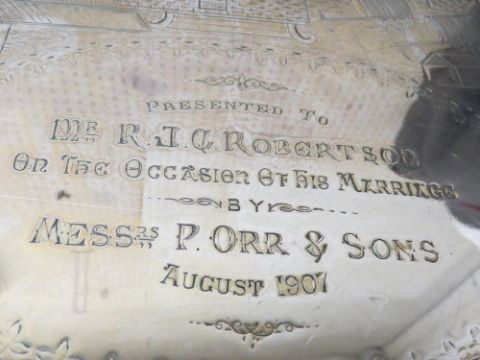 Presented To
Mr R.J.G. Robertson
On The Occasion Of His Marriage
By
Messrs P. Orr & Sons
August 1907